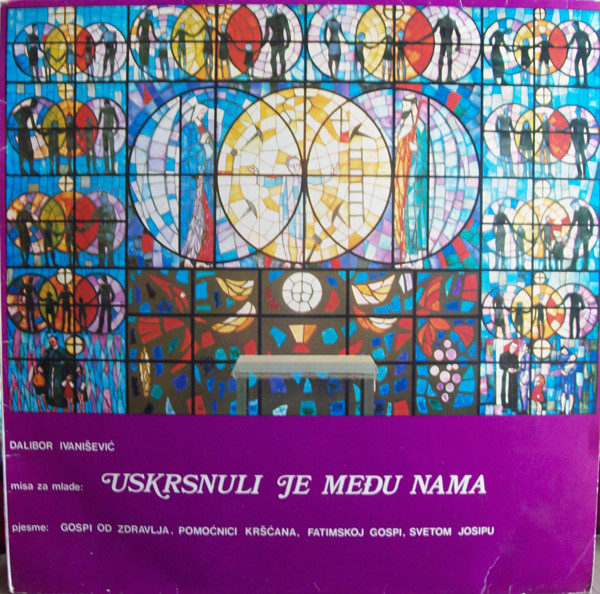 DALIBOR IVANIŠEVIĆ
misa za mlade: USKRSNULI JE MEĐU NAMA
pjesme: GOSPI OD ZDRAVLJA, POMOĆNICI KRŠĆANA, FATIMSKOJ GOSPI, SVETOM JOSIPU